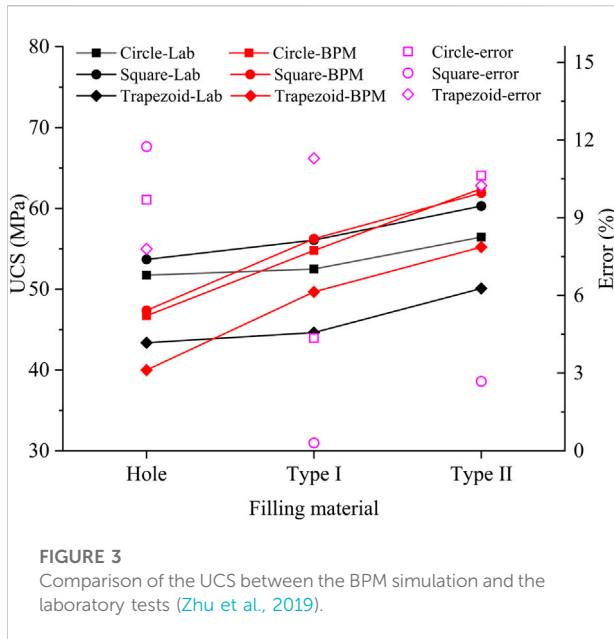 80
70
60
50
40
30
UCS (MPa)
Circle-Lab
Square-Lab
Trapezoid-Lab
Circle-BPM
Square-BPM
Trapezoid-BPM
Circle-error
Square-error
Trapezoid-error
15
12
9
6
3
0
Error (%)
Hole Type I Type II
Filling material
FIGURE 3
Comparison of the UCS between the BPM simulation and the
laboratory tests (Zhu et al., 2019).